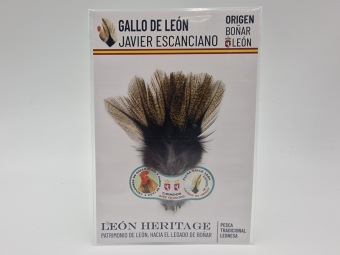 GALLO DE LEÓN
JAVIER ESCANCIANO
ORIGEN
BOÑAR
LEÓN
LEÓN HERITAGE
PATRIMONIO DE LEÓN, HACIA EL LEGADO DE BOÑAR
PESCA
TRADICIONAL
LEONESA